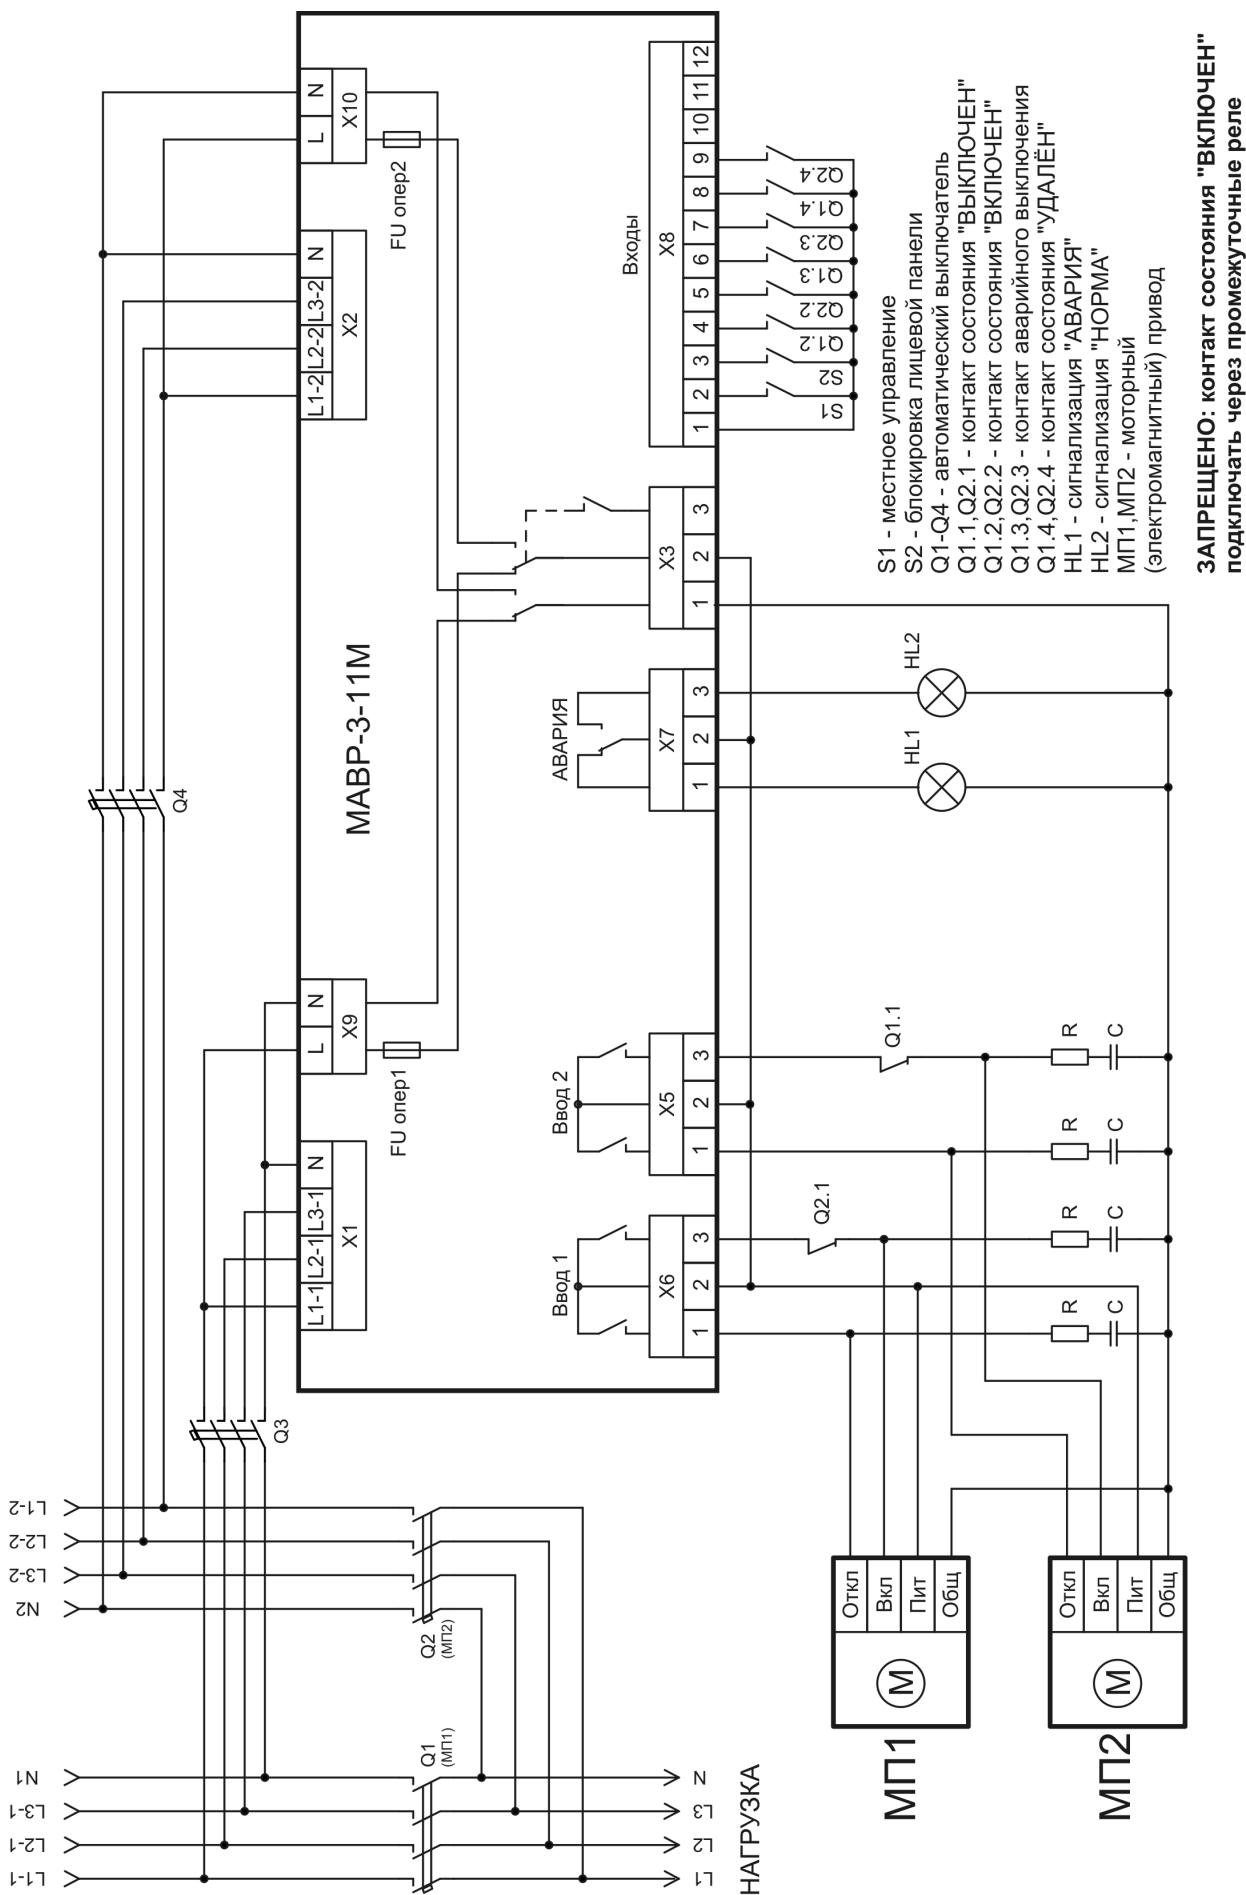 L1-1
L2-1
L3-1
N1
N2
L3-2
L2-2
L1-2
Q3
Q4
Q1
(МП1)
Q2
(МП2)
L1
L2
L3
N
НАГРУЗКА
МАВР-3-11М
L1-1
L2-1
L3-1
N
X1
L
N
X9
FU опер1
L1-2
L2-2
L3-2
N
X2
L
N
X10
FU опер2
Ввод 1
X6
1
2
3
Ввод 2
X5
1
2
3
АВАРИЯ
X7
1
2
3
X3
1
2
3
Входы
X8
1
2
3
4
5
6
7
8
9
10
11
12
S1
S2
Q1.2
Q2.2
Q1.3
Q2.3
Q1.4
Q2.4
Q2.1
Q1.1
HL1
HL2
R
C
R
C
R
C
R
C
МП1
М
Откл
Вкл
Пит
Общ
МП2
М
Откл
Вкл
Пит
Общ
S1 - местное управление
S2 - блокировка лицевой панели
Q1-Q4 - автоматический выключатель
Q1.1,Q2.1 - контакт состояния "ВЫКЛЮЧЕН"
Q1.2,Q2.2 - контакт состояния "ВКЛЮЧЕН"
Q1.3,Q2.3 - контакт аварийного выключения
Q1.4,Q2.4 - контакт состояния "УДАЛЁН"
HL1 - сигнализация "АВАРИЯ"
HL2 - сигнализация "НОРМА"
МП1,МП2 - моторный
(электромагнитный) привод
ЗАПРЕЩЕНО: контакт состояния "ВКЛЮЧЕН"
подключать через промежуточные реле